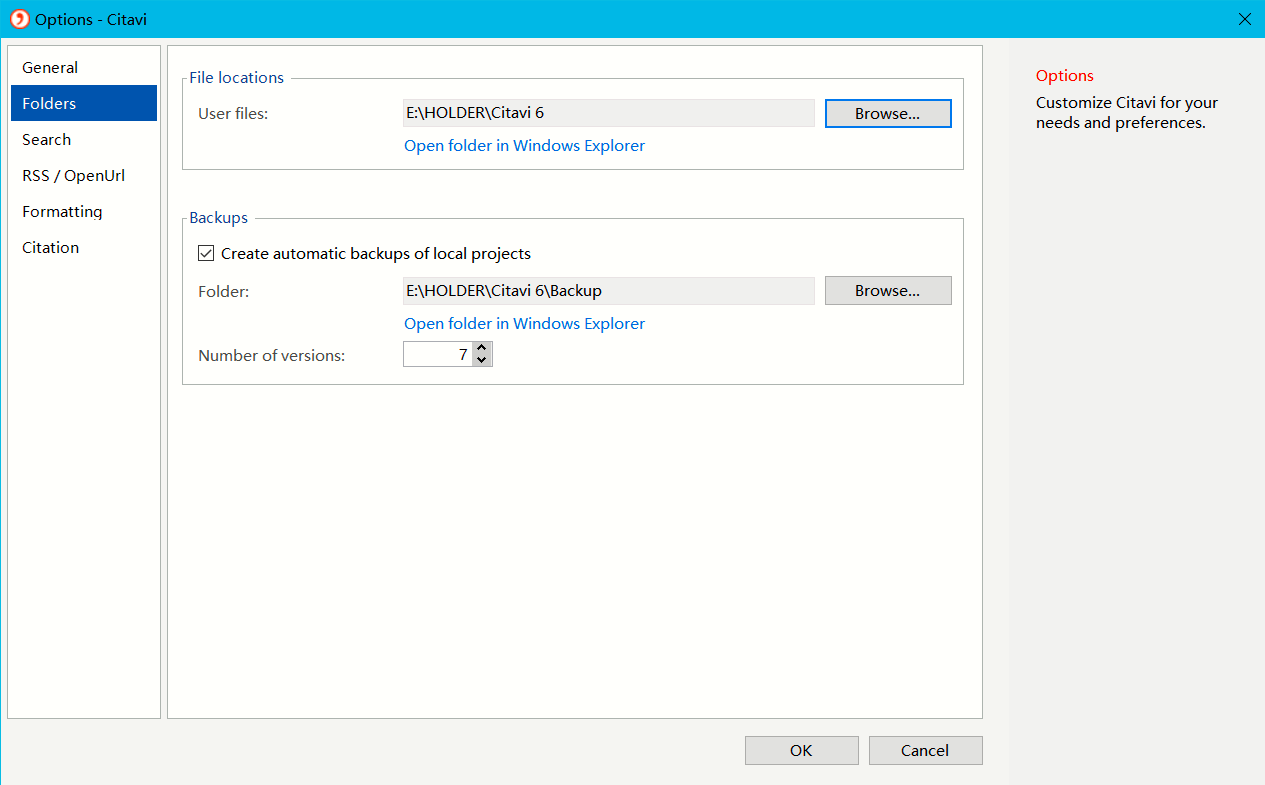 Options - Citavi
General
Folders
Search
RSS / OpenUrl
Formatting
Citation
File locations
User files: E:\HOLDER\Citavi 6 Browse...
Open folder in Windows Explorer
Backups
Create automatic backups of local projects
Folder: E:\HOLDER\Citavi 6\Backup Browse...
Open folder in Windows Explorer
Number of versions: 7
OK Cancel
Options
Customize Citavi for your
needs and preferences.